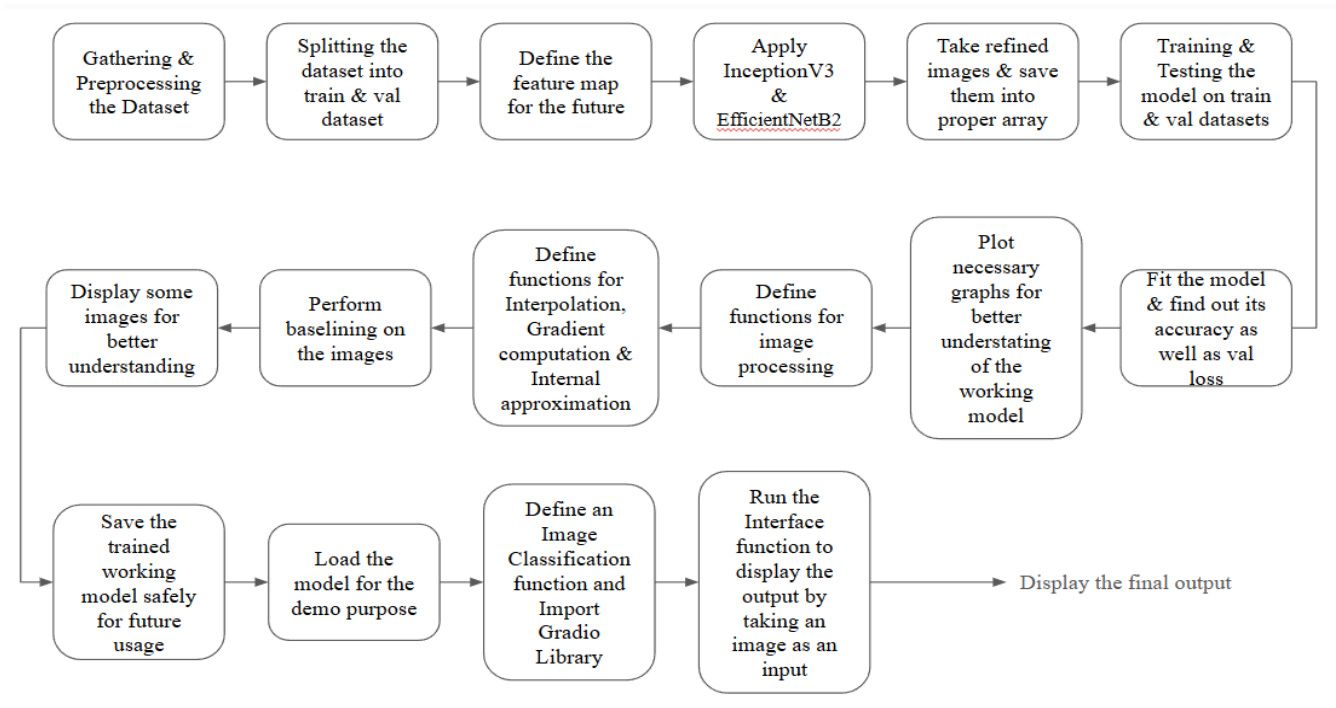 Gathering &
Preprocessing
the Dataset
Splitting the
dataset into
train & val
dataset
Define the
feature map
for the future
Apply
InceptionV3
&
EfficientNetB2
Take refined
images & save
them into
proper array
Training &
Testing the
model on train
& val datasets
Fit the model
& find out its
accuracy as
well as val
loss
Plot
necessary
graphs for
better
understating
of the
working
model
Define
functions for
image
processing
Define
functions for
Interpolation,
Gradient
computation &
Internal
approximation
Perform
baselining on
the images
Display some
images for
better
understanding
Save the
trained
working
model safely
for future
usage
Load the
model for the
demo purpose
Define an
Image
Classification
function and
Import
Gradio
Library
Run the
Interface
function to
display the
output by
taking an
image as an
input
Display the final output